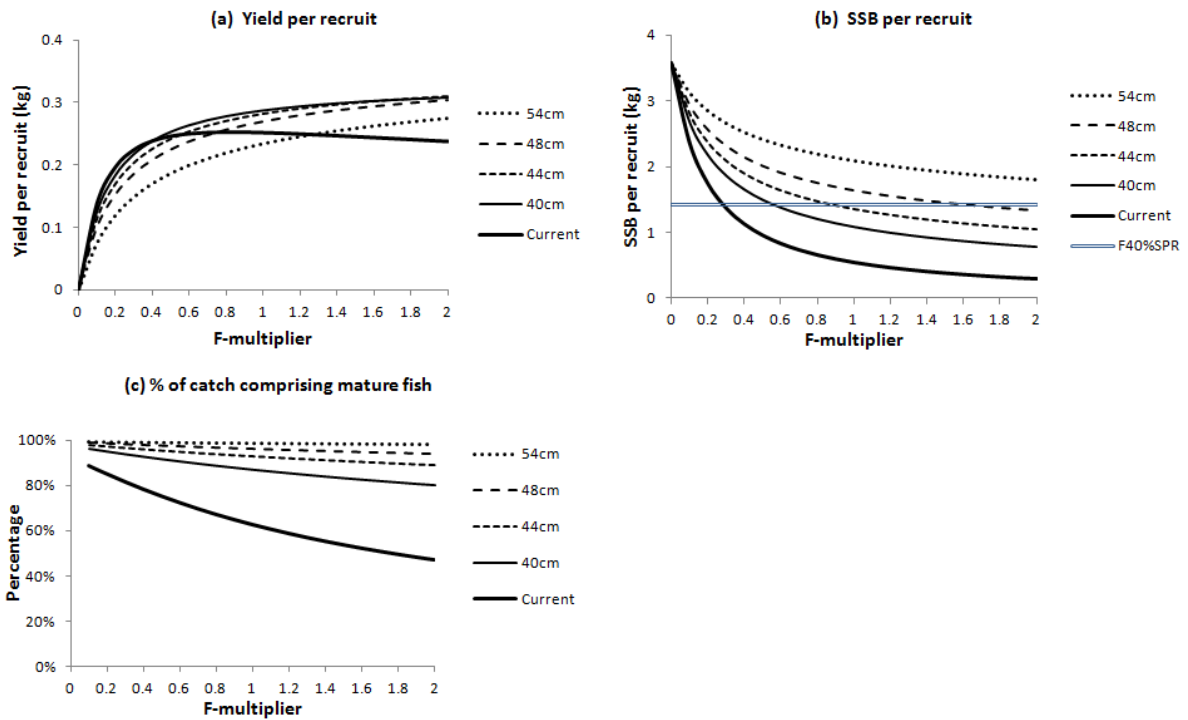 (a) Yield per recruit
Yield per recruit (kg)
0.4
0.3
0.2
0.1
0
0 0.2 0.4 0.6 0.8 1 1.2 1.4 1.6 1.8 2
F-multiplier
54cm
48cm
44cm
40cm
Current
(b) SSB per recruit
SSB per recruit (kg)
4
3
2
1
0
0 0.2 0.4 0.6 0.8 1 1.2 1.4 1.6 1.8 2
F-multiplier
54cm
48cm
44cm
40cm
Current
F40%SPR
(c) % of catch comprising mature fish
Percentage
100%
80%
60%
40%
20%
0%
0 0.2 0.4 0.6 0.8 1 1.2 1.4 1.6 1.8 2
F-multiplier
54cm
48cm
44cm
40cm
Current